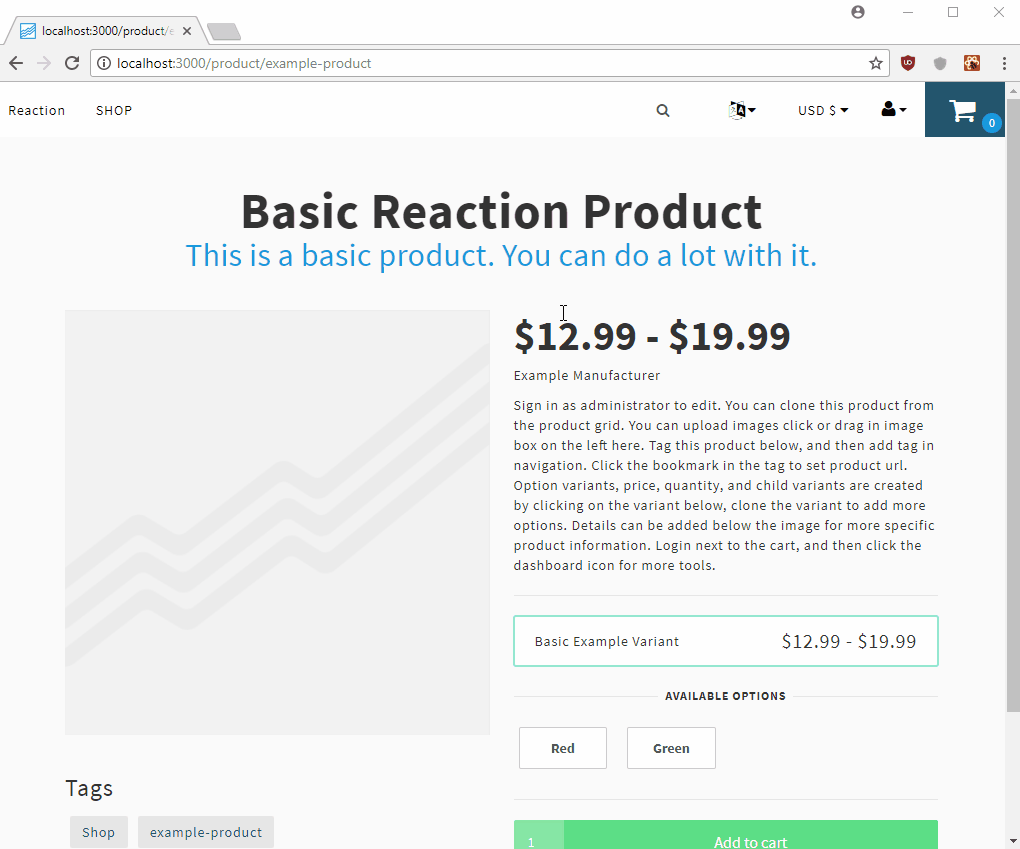 localhost:3000/product/e
localhost:3000/product/example-product
Reaction SHOP USD $ 0
Basic Reaction Product
This is a basic product. You can do a lot with it.
$12.99 - $19.99
Example Manufacturer
Sign in as administrator to edit. You can clone this product from
the product grid. You can upload images click or drag in image
box on the left here. Tag this product below, and then add tag in
navigation. Click the bookmark in the tag to set product url.
Option variants, price, quantity, and child variants are created
by clicking on the variant below, clone the variant to add more
options. Details can be added below the image for more specific
product information. Login next to the cart, and then click the
dashboard icon for more tools.
Basic Example Variant $12.99 - $19.99
AVAILABLE OPTIONS
Red Green
Tags
Shop example-product
1 Add to cart